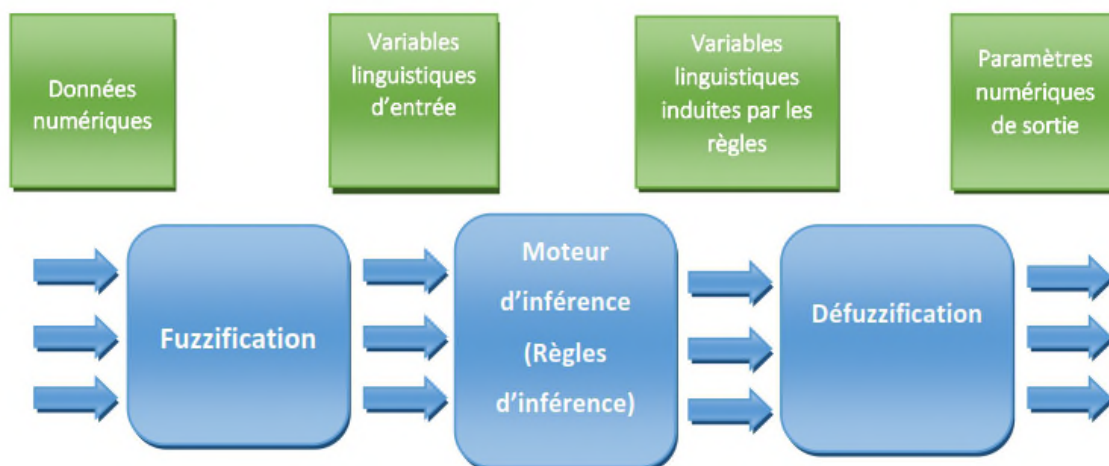 Données
numériques
Variables
linguistiques
d'entrée
Variables
linguistiques
induites par les
règles
Paramètres
numériques
de sortie
Fuzzification
Moteur
d'inférence
(Règles
d'inférence)
Défuzzification